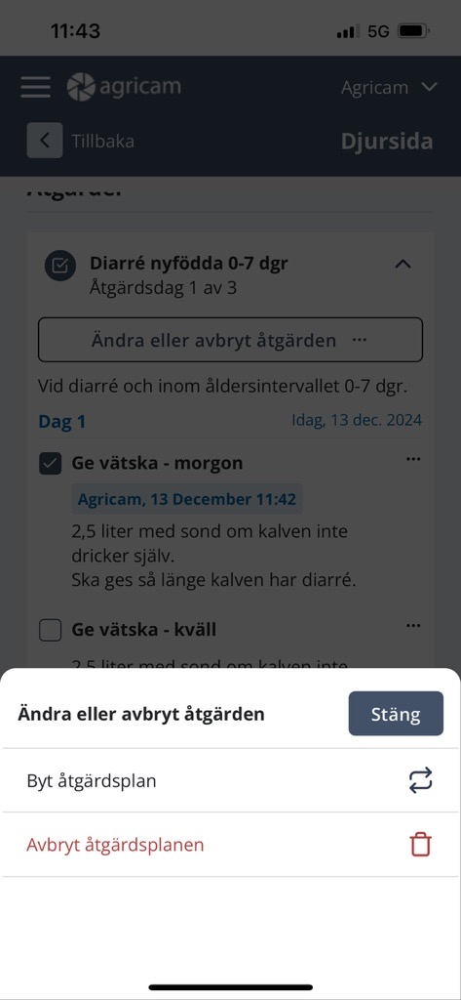 11:43
5G
agricam
Agricam
Tillbaka
Djursida
Åtgärder
Diarré nyfödda 0-7 dgr
Åtgärdsdag 1 av 3
Ändra eller avbryt åtgärden ...
Vid diarré och inom åldersintervallet 0-7 dgr.
Dag 1
Idag, 13 dec. 2024
Ge vätska - morgon ...
Agricam, 13 December 11:42
2,5 liter med sond om kalven inte
dricker själv.
Ska ges så länge kalven har diarré.
Ge vätska - kväll ...
2,5 liter med sond om kalven inte
Ändra eller avbryt åtgärden
Stäng
Byt åtgärdsplan
Avbryt åtgärdsplanen